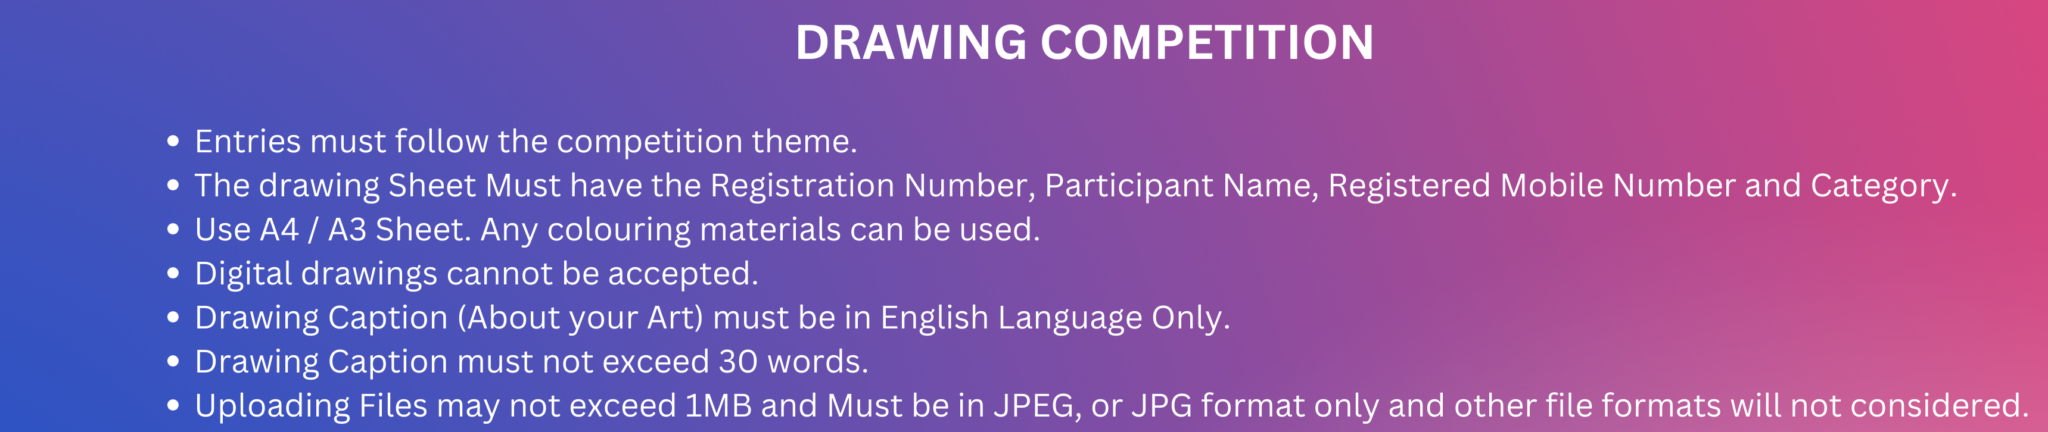 DRAWING COMPETITION
• Entries must follow the competition theme.
• The drawing Sheet Must have the Registration Number, Participant Name, Registered Mobile Number and Category.
• Use A4 / A3 Sheet. Any colouring materials can be used.
• Digital drawings cannot be accepted.
• Drawing Caption (About your Art) must be in English Language Only.
• Drawing Caption must not exceed 30 words.
• Uploading Files may not exceed 1MB and Must be in JPEG, or JPG format only and other file formats will not considered.